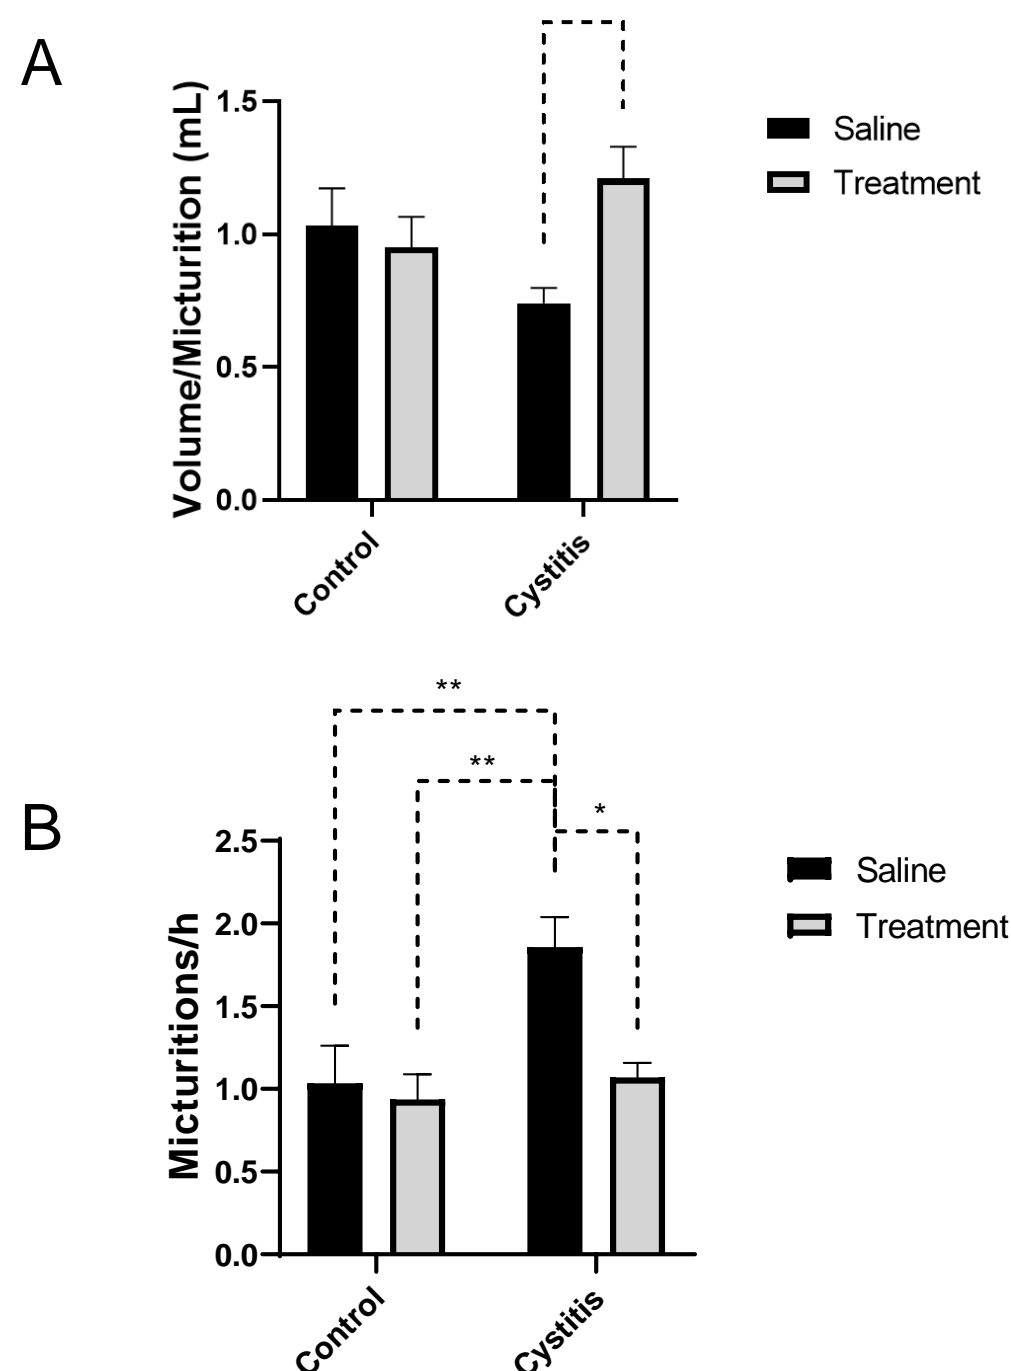 A
Volume/Micturition (mL)
1.5
1.0
0.5
0.0
Saline
Treatment
Control
Cystitis
**
**
*
B
Micturitions/h
2.5
2.0
1.5
1.0
0.5
0.0
Saline
Treatment
Control
Cystitis